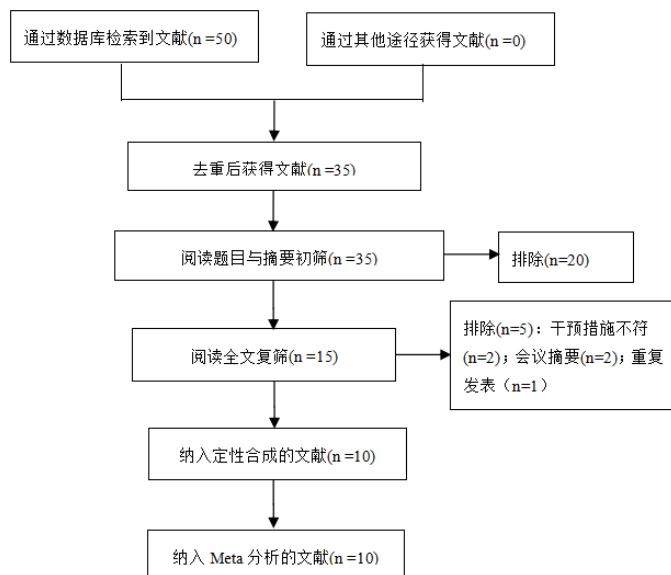 通过数据库检索到文献(n =50)
通过其他途径获得文献(n =0)
去重后获得文献(n =35)
阅读题目与摘要初筛(n =35)
排除(n=20)
阅读全文复筛(n =15)
排除(n=5)：干预措施不符
(n=2)；会议摘要(n=2)；重复
发表（n=1）
纳入定性合成的文献(n =10)
纳入 Meta 分析的文献(n =10)